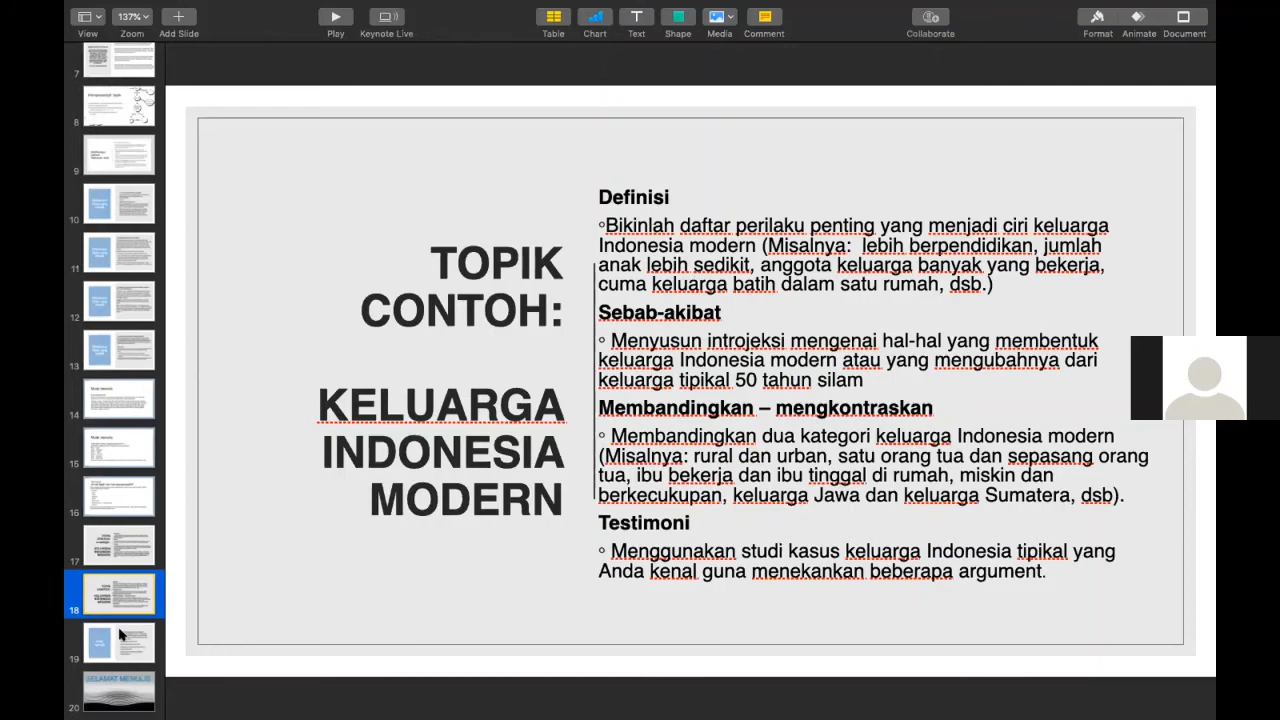 137%
View
Zoom
Add Slide
Play
Keynote Live
Table
Chart
Text
Shape
Media
Comment
Collaborate
Format
Animate
Document
7
8
9
10
11
12
13
14
15
16
17
18
19
20
SELAMAT MENULIS
TOPIK
CONTOH:
KELUARGA
INDONESIA
MODERN
Definisi
◦Bikinlah daftar perilaku panting yang menjadi ciri keluarga
Indonesia modern (Misalnya: lebih berpendidikan, jumlah
anak lebih sedikit, anggota keluarga banyak yang bekerja,
cuma keluarga batih dalam satu rumah, dsb.)
Sebab-akibat
◦ Menyusun introjeksi mengenai hal-hal yang membentuk
keluarga Indonesia modern atau yang mengubahnya dari
keluarga tipikal 50 tahun silam
Membandingkan – mengkontraskan
◦ Membandingkan dua kategori keluarga Indonesia modern
(Misalnya: rural dan urban, satu orang tua dan sepasang orang
tua, ibu bekerja dan ibu tinggal di rumah, miskin dan
berkecukupan, keluarga Jawa dan keluarga Sumatera, dsb).
Testimoni
◦ Menggunakan studi kasus keluarga Indonesia tipikal yang
Anda kenal guna menekankan beberapa argument.